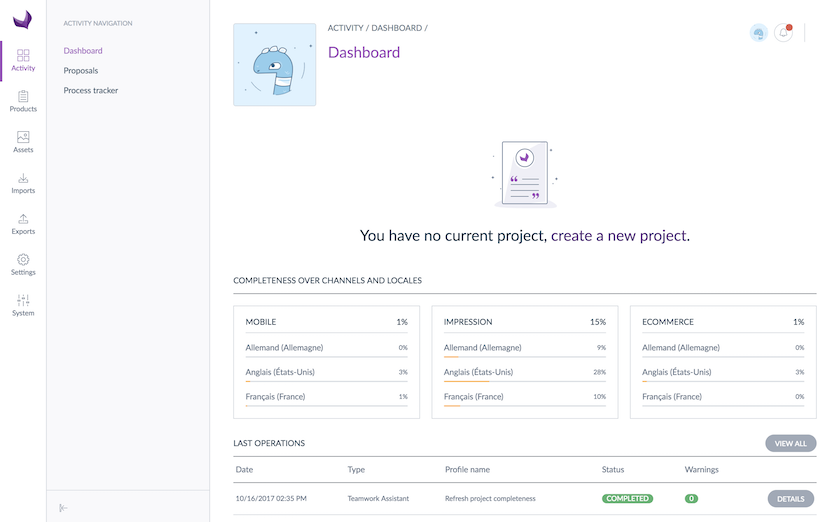 ACTIVITY NAVIGATION
Dashboard
Proposals
Process tracker
Activity
Products
Assets
Imports
Exports
Settings
System
ACTIVITY / DASHBOARD /
Dashboard
You have no current project, create a new project.
COMPLETENESS OVER CHANNELS AND LOCALES
MOBILE 1%
Allemand (Allemagne) 0%
Anglais (États-Unis) 3%
Français (France) 1%
IMPRESSION 15%
Allemand (Allemagne) 9%
Anglais (États-Unis) 28%
Français (France) 10%
ECOMMERCE 1%
Allemand (Allemagne) 0%
Anglais (États-Unis) 3%
Français (France) 0%
LAST OPERATIONS VIEW ALL
Date Type Profile name Status Warnings
10/16/2017 02:35 PM Teamwork Assistant Refresh project completeness COMPLETED 0 DETAILS